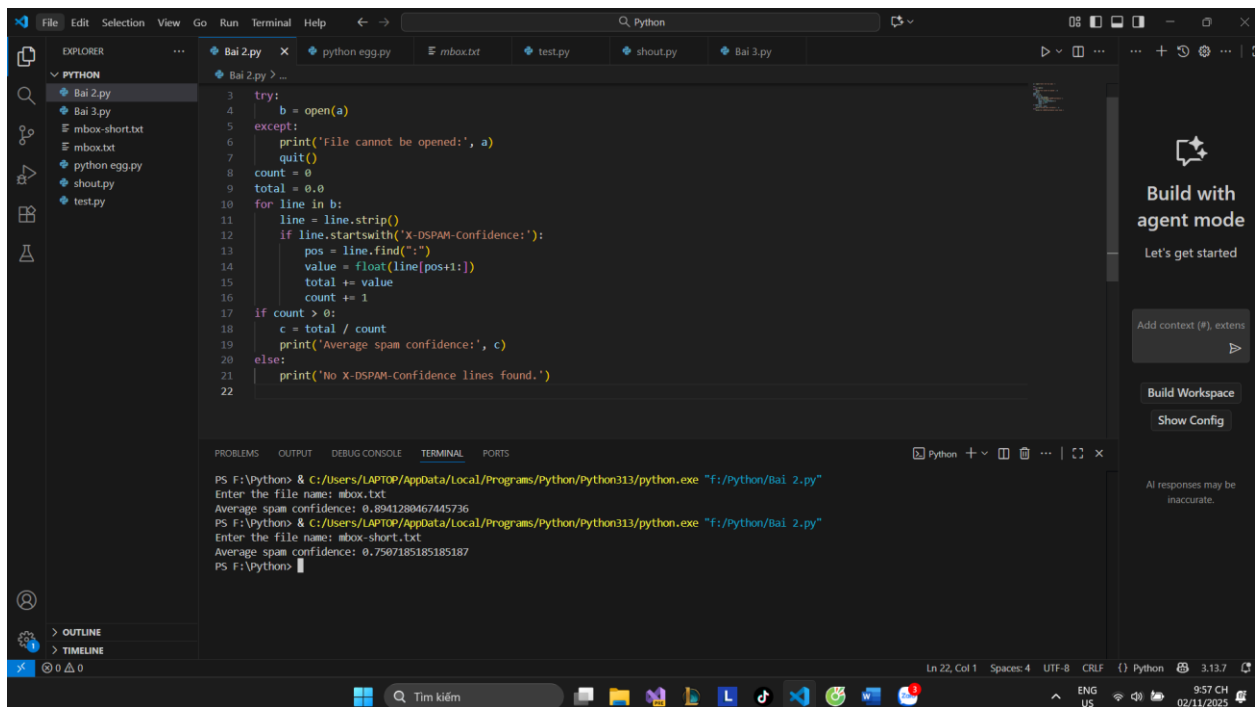 File Edit Selection View Go Run Terminal Help Python
EXPLORER
PYTHON
Bai 2.py
Bai 3.py
mbox-short.txt
mbox.txt
python egg.py
shout.py
test.py
OUTLINE
TIMELINE
Bai 2.py python egg.py mbox.txt test.py shout.py Bai 3.py
Bai 2.py > ...
3 try:
4 b = open(a)
5 except:
6 print('File cannot be opened:', a)
7 quit()
8 count = 0
9 total = 0.0
10 for line in b:
11 line = line.strip()
12 if line.startswith('X-DSPAM-Confidence:'):
13 pos = line.find(":")
14 value = float(line[pos+1:])
15 total += value
16 count += 1
17 if count > 0:
18 c = total / count
19 print('Average spam confidence:', c)
20 else:
21 print('No X-DSPAM-Confidence lines found.')
22
PROBLEMS OUTPUT DEBUG CONSOLE TERMINAL PORTS
Python
PS F:\Python> & C:/Users/LAPTOP/AppData/Local/Programs/Python/Python313/python.exe "f:/Python/Bai 2.py"
Enter the file name: mbox.txt
Average spam confidence: 0.8941280467445736
PS F:\Python> & C:/Users/LAPTOP/AppData/Local/Programs/Python/Python313/python.exe "f:/Python/Bai 2.py"
Enter the file name: mbox-short.txt
Average spam confidence: 0.7507185185185187
PS F:\Python>
Build with
agent mode
Let's get started
Add context (#), extens
Build Workspace
Show Config
AI responses may be
inaccurate.
1
0 0 Ln 22, Col 1 Spaces: 4 UTF-8 CRLF {} Python 3.13.7
Tìm kiếm
L
W
Zalo
3
ENG
US
9:57 CH
02/11/2025